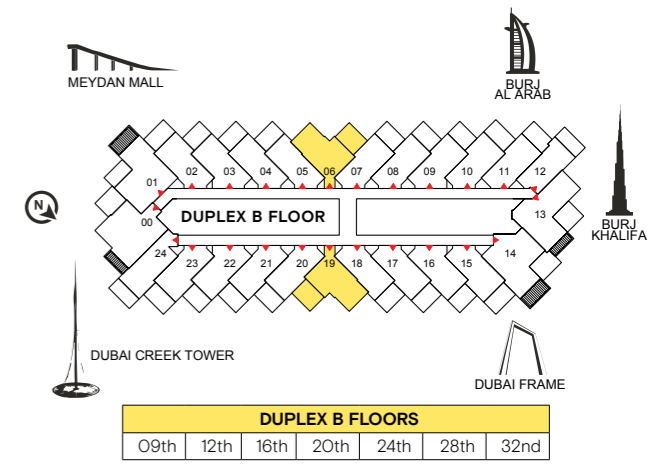 MEYDAN MALL
BURJ
AL ARAB
BURJ
KHALIFA
N
01
02
03
04
05
06
07
08
09
10
11
12
00
DUPLEX B FLOOR
13
24
23
22
21
20
19
18
17
16
15
14
DUBAI CREEK TOWER
DUBAI FRAME
DUPLEX B FLOORS
09th 12th 16th 20th 24th 28th 32nd